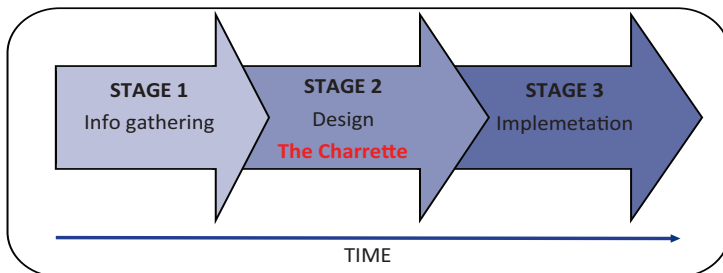 STAGE 1
Info gathering
STAGE 2
Design
The Charrette
STAGE 3
Implemetation
TIME